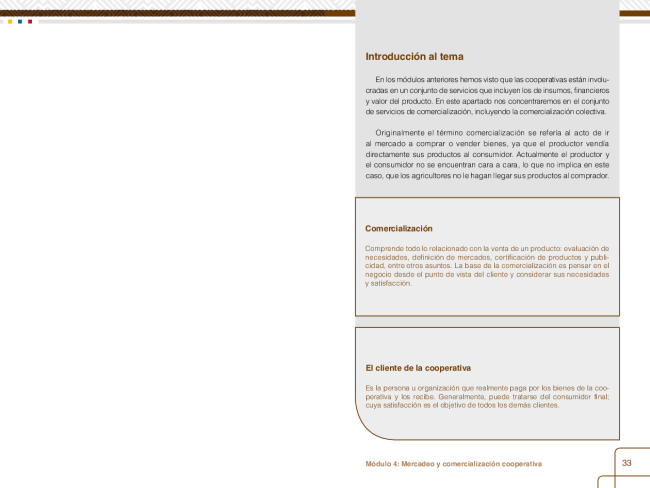 Introducción al tema
En los módulos anteriores hemos visto que las cooperativas están involu-
cradas en un conjunto de servicios que incluyen los de insumos, financieros
y valor del producto. En este apartado nos concentraremos en el conjunto
de servicios de comercialización, incluyendo la comercialización colectiva.
Originalmente el término comercialización se refería al acto de ir
al mercado a comprar o vender bienes, ya que el productor vendía
directamente sus productos al consumidor. Actualmente el productor y
el consumidor no se encuentran cara a cara, lo que no implica en este
caso, que los agricultores no le hagan llegar sus productos al comprador.
Comercialización
Comprende todo lo relacionado con la venta de un producto: evaluación de
necesidades, definición de mercados, certificación de productos y publi-
cidad, entre otros asuntos. La base de la comercialización es pensar en el
negocio desde el punto de vista del cliente y considerar sus necesidades
y satisfacción.
El cliente de la cooperativa
Es la persona u organización que realmente paga por los bienes de la coo-
perativa y los recibe. Generalmente, puede tratarse del consumidor final;
cuya satisfacción es el objetivo de todos los demás clientes.
Módulo 4: Mercadeo y comercialización cooperativa
33